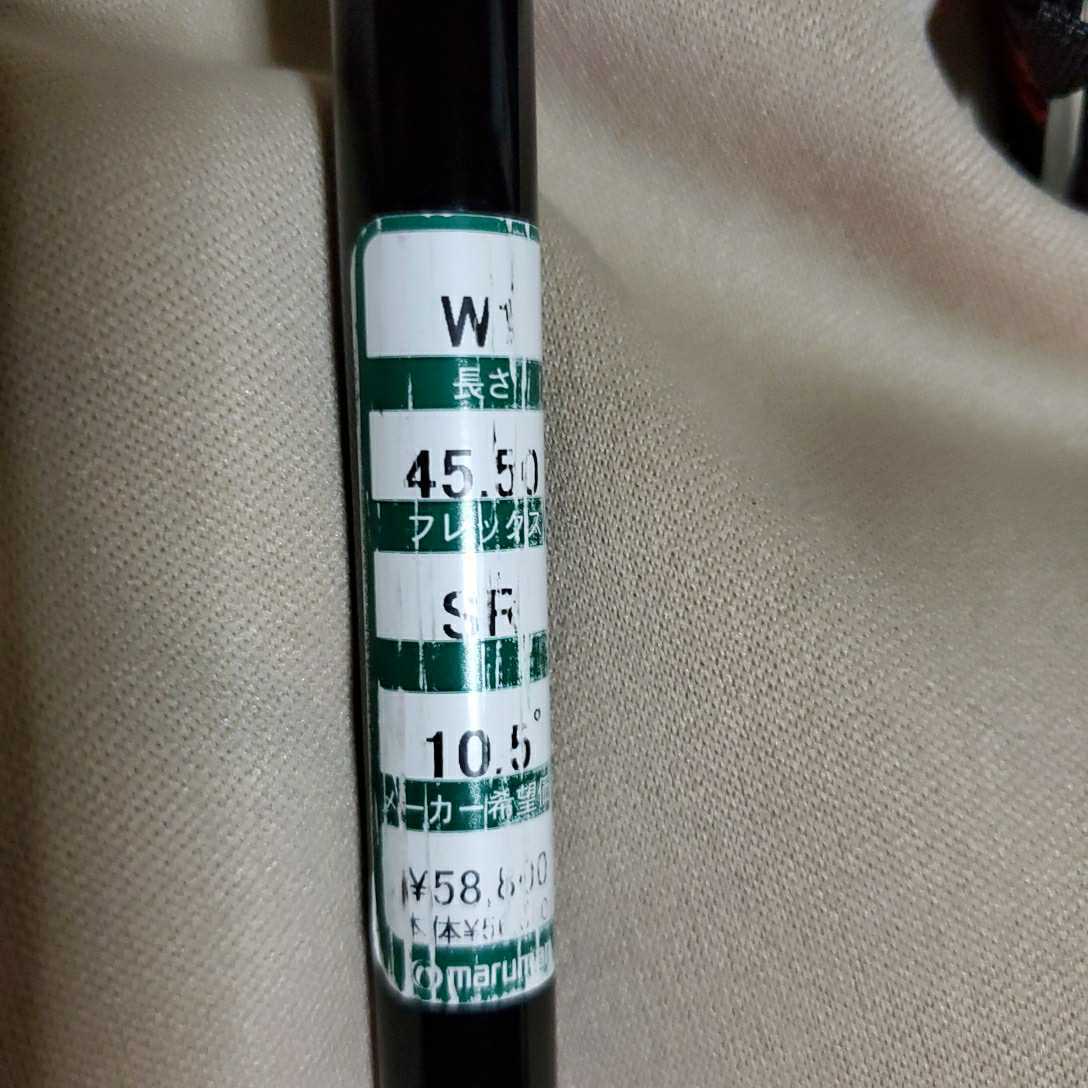 W1
長さ
45.50
フレックス
SR
10.5°
メーカー希望価
¥58,800
maruman